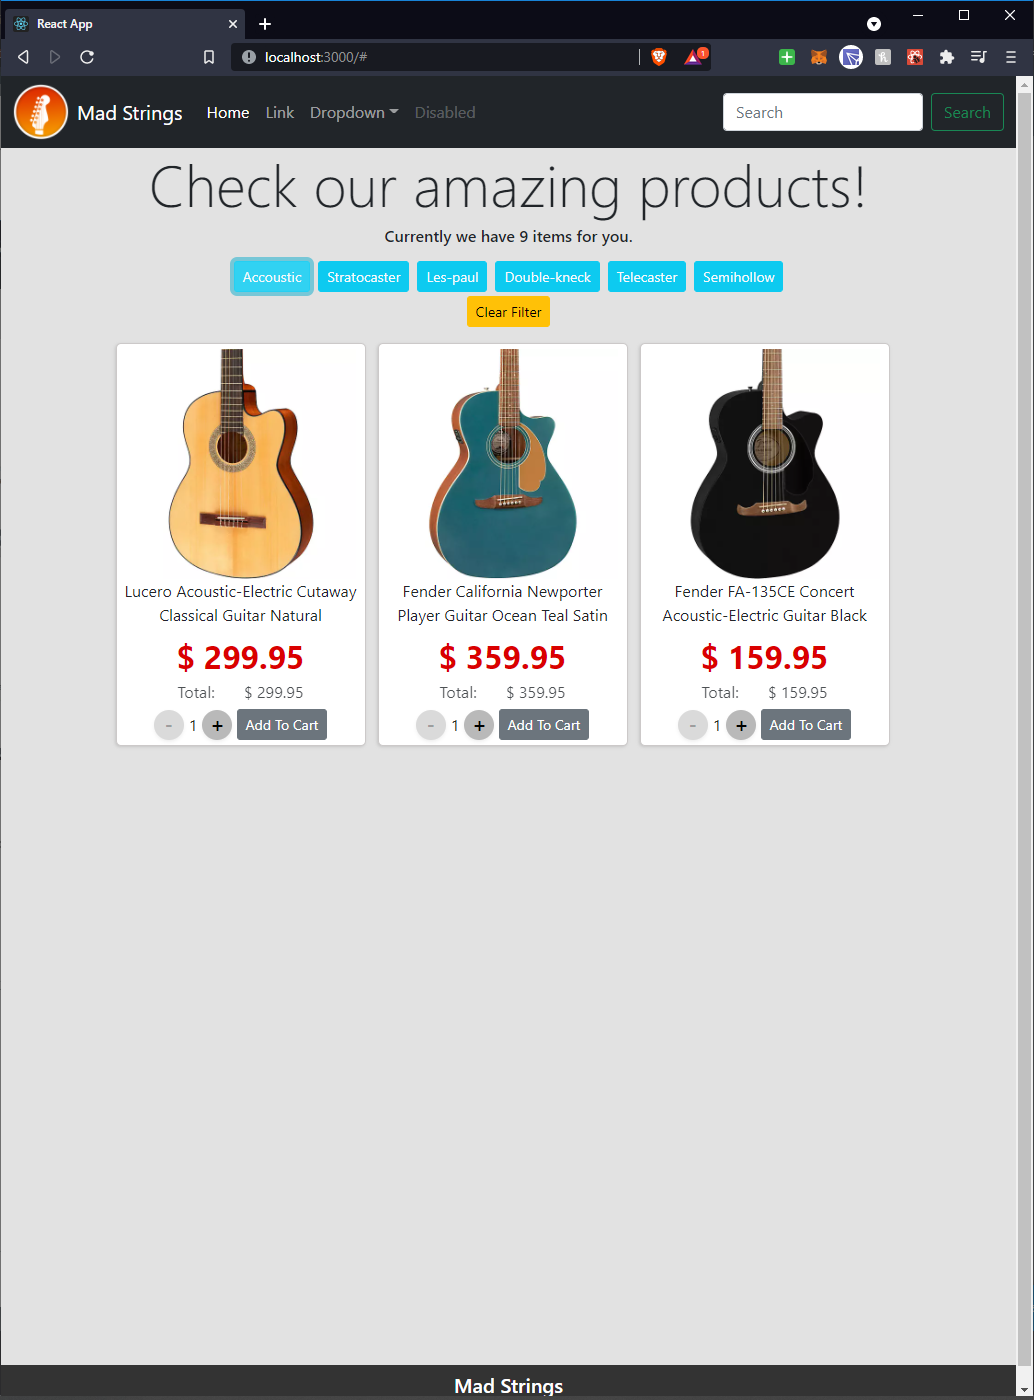 React App
localhost:3000/#
1
Mad Strings Home Link Dropdown Disabled Search Search
Check our amazing products!
Currently we have 9 items for you.
Accoustic Stratocaster Les-paul Double-kneck Telecaster Semihollow
Clear Filter
Lucero Acoustic-Electric Cutaway
Classical Guitar Natural
$ 299.95
Total: $ 299.95
- 1 + Add To Cart
Fender California Newporter
Player Guitar Ocean Teal Satin
$ 359.95
Total: $ 359.95
- 1 + Add To Cart
Fender FA-135CE Concert
Acoustic-Electric Guitar Black
$ 159.95
Total: $ 159.95
- 1 + Add To Cart
Mad Strings